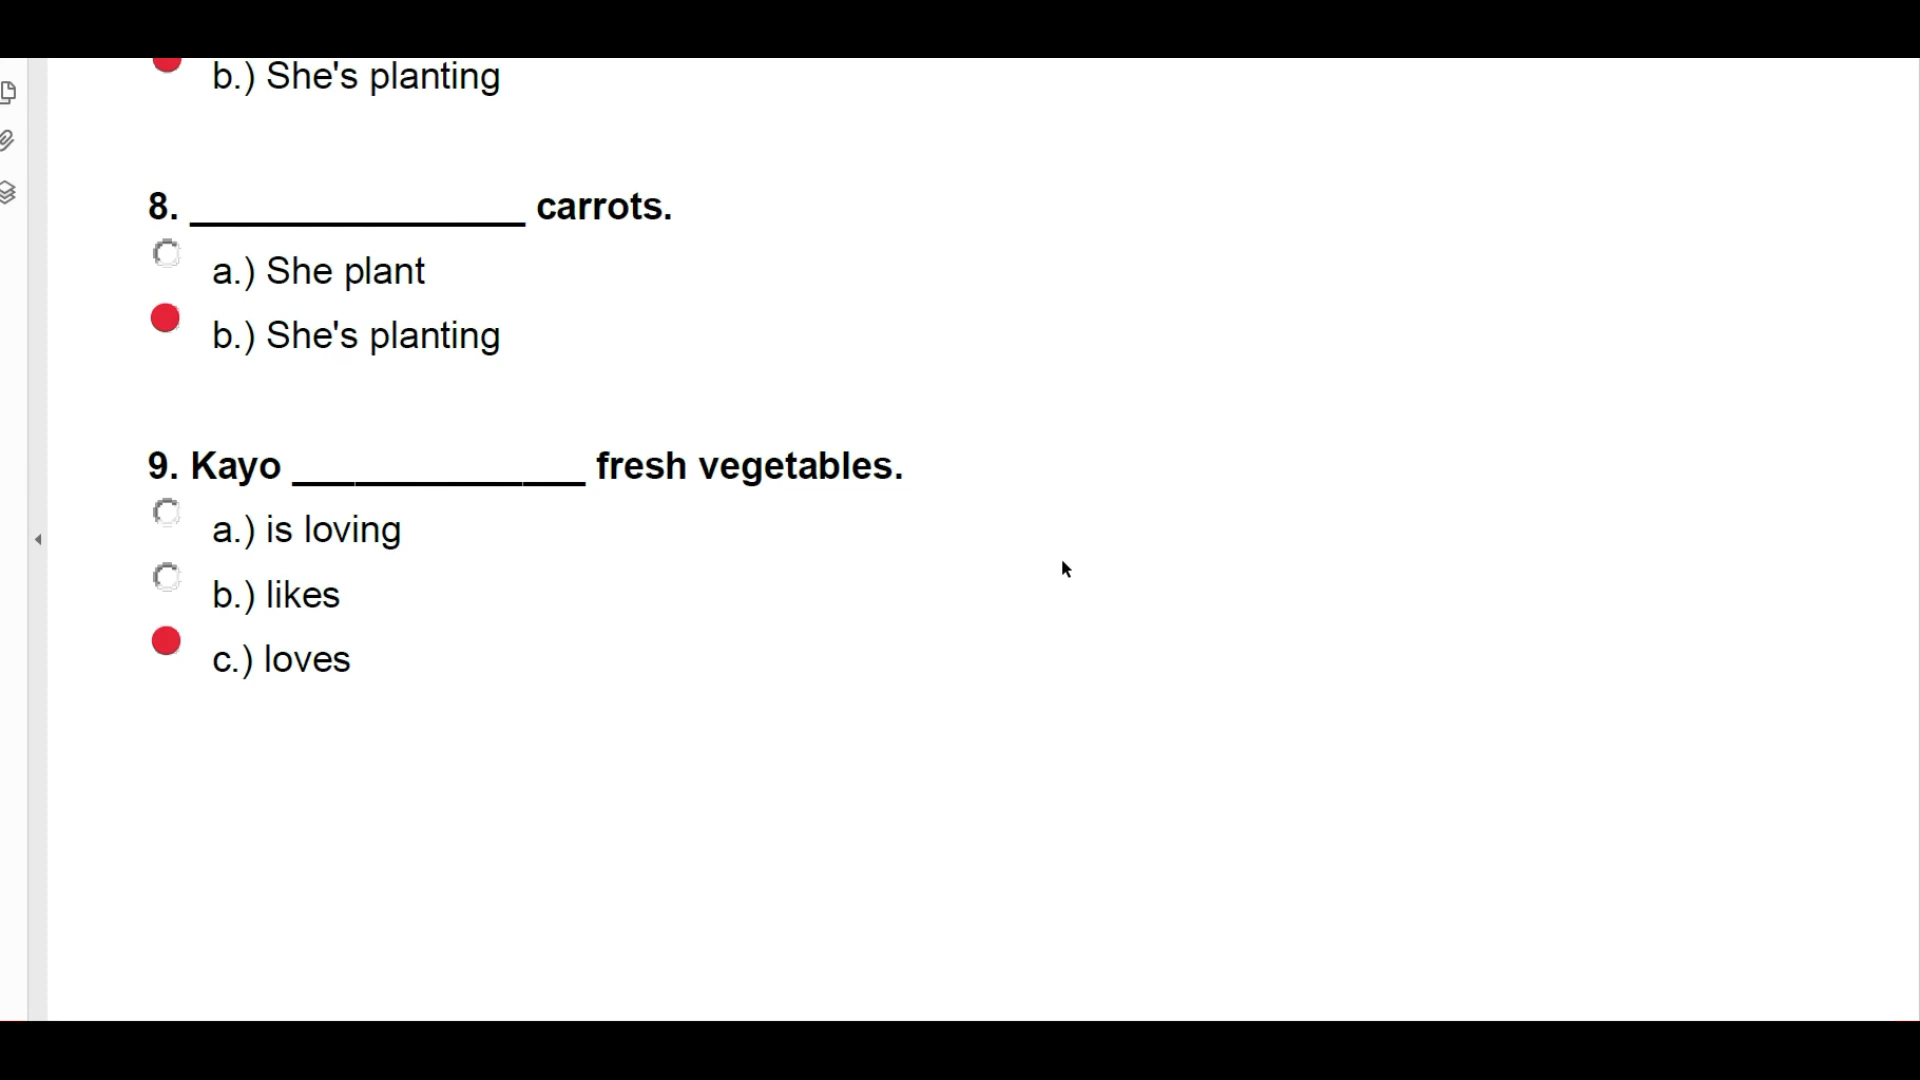 b.) She's planting
8. ________________ carrots.
a.) She plant
b.) She's planting
9. Kayo ______________ fresh vegetables.
a.) is loving
b.) likes
c.) loves